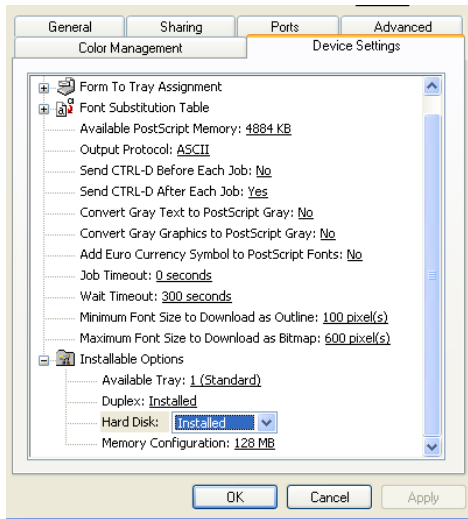 General Sharing Ports Advanced
Color Management Device Settings
Form To Tray Assignment
Font Substitution Table
Available PostScript Memory: 4884 KB
Output Protocol: ASCII
Send CTRL-D Before Each Job: No
Send CTRL-D After Each Job: Yes
Convert Gray Text to PostScript Gray: No
Convert Gray Graphics to PostScript Gray: No
Add Euro Currency Symbol to PostScript Fonts: No
Job Timeout: 0 seconds
Wait Timeout: 300 seconds
Minimum Font Size to Download as Outline: 100 pixel(s)
Maximum Font Size to Download as Bitmap: 600 pixel(s)
Installable Options
Available Tray: 1 (Standard)
Duplex: Installed
Hard Disk: Installed
Memory Configuration: 128 MB
OK Cancel Apply